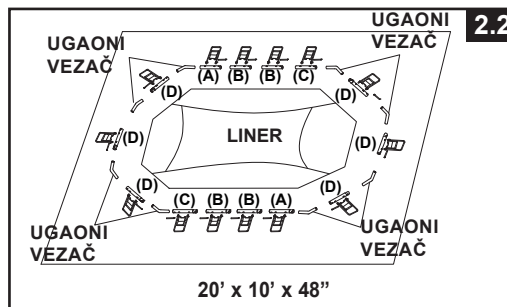 2.2
UGAONI
VEZAČ
UGAONI
VEZAČ
(A) (B) (B) (C)
(D) (D)
(D) LINER (D)
(D) (D)
(C) (B) (B) (A)
UGAONI
VEZAČ
UGAONI
VEZAČ
20’ x 10’ x 48”